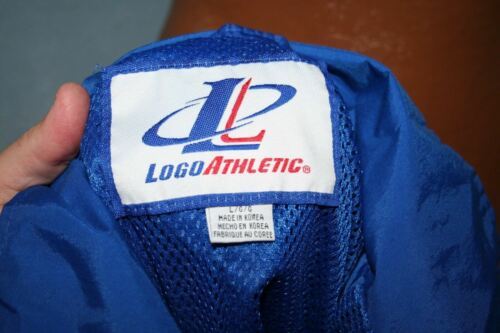 L
LOGO ATHLETIC®
L/G/G
MADE IN KOREA
HECHO EN KOREA
FABRIQUE AU COREE